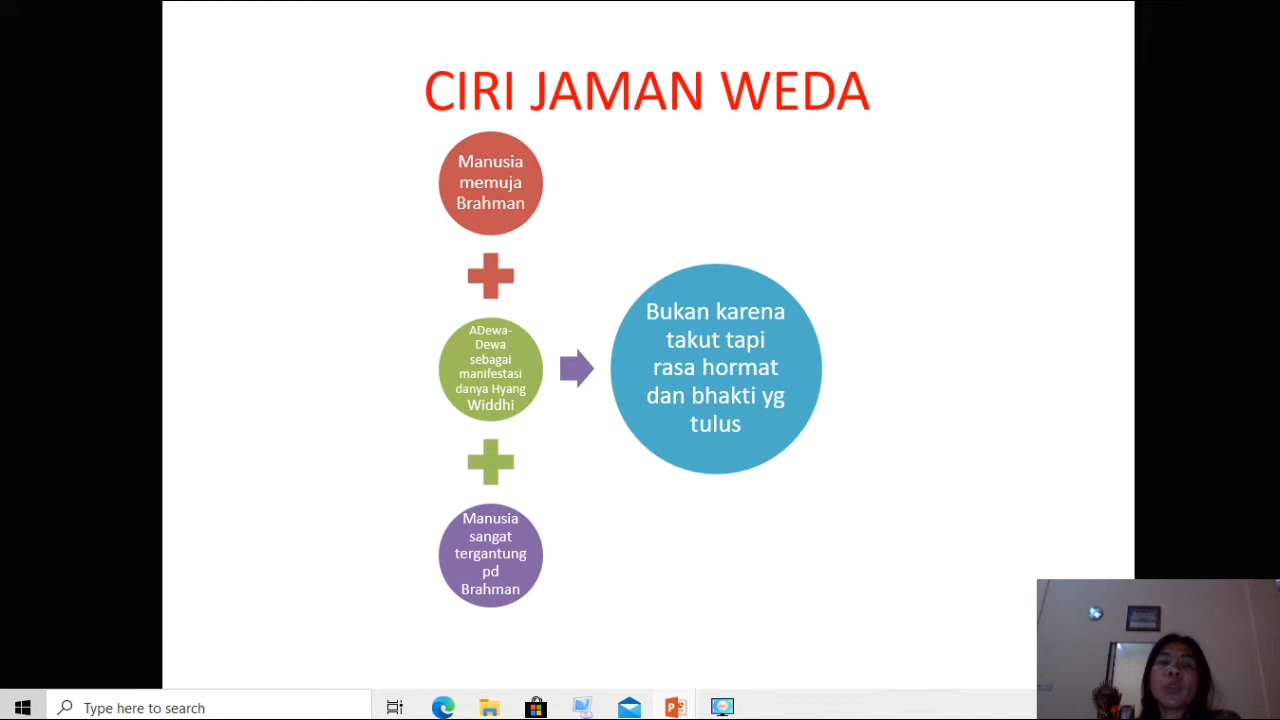 CIRI JAMAN WEDA
Manusia
memuja
Brahman
ADewa-
Dewa
sebagai
manifestasi
danya Hyang
Widdhi
Manusia
sangat
tergantung
pd
Brahman
Bukan karena
takut tapi
rasa hormat
dan bhakti yg
tulus
Type here to search